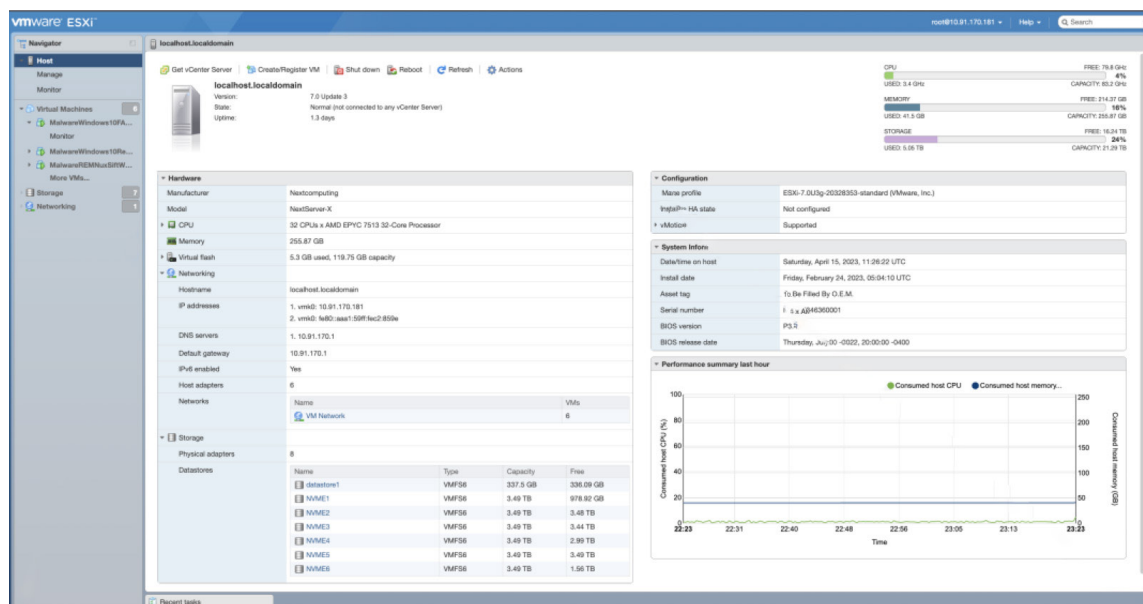 vmware ESXi
root@10.91.170.181
Help
Search
Navigator
Host
Manage
Monitor
Virtual Machines 6
MalwareWindows10FA...
Monitor
MalwareWindows10Re...
MalwareREMNuxSIftW...
More VMs...
Storage 7
Networking 1
localhost.localdomain
Get vCenter Server
Create/Register VM
Shut down
Reboot
Refresh
Actions
localhost.localdomain
Version: 7.0 Update 3
State: Normal (not connected to any vCenter Server)
Uptime: 1.3 days
CPU FREE: 79.8 GHz
4%
USED: 3.4 GHz CAPACITY: 83.2 GHz
MEMORY FREE: 214.37 GB
16%
USED: 41.5 GB CAPACITY: 255.87 GB
STORAGE FREE: 16.24 TB
24%
USED: 5.05 TB CAPACITY: 21.29 TB
Hardware
Manufacturer Nextcomputing
Model NextServer-X
CPU 32 CPUs x AMD EPYC 7513 32-Core Processor
Memory 255.87 GB
Virtual flash 5.3 GB used, 119.75 GB capacity
Networking
Hostname localhost.localdomain
IP addresses 1. vmk0: 10.91.170.181
2. vmk0: fe80::aaa1:59ff:fec2:859e
DNS servers 1. 10.91.170.1
Default gateway 10.91.170.1
IPv6 enabled Yes
Host adapters 6
Networks Name VMs
VM Network 6
Storage
Physical adapters 8
Datastores Name Type Capacity Free
datastore1 VMFS6 337.5 GB 336.09 GB
NVME1 VMFS6 3.49 TB 978.92 GB
NVME2 VMFS6 3.49 TB 3.48 TB
NVME3 VMFS6 3.49 TB 3.44 TB
NVME4 VMFS6 3.49 TB 2.99 TB
NVME5 VMFS6 3.49 TB 3.49 TB
NVME6 VMFS6 3.49 TB 1.56 TB
Configuration
profile ESXi-7.0U3g-20328353-standard (VMware, Inc.)
HA state Not configured
vMotion Supported
System
Date/time on host Saturday, April 15, 2023, 11:26:22 UTC
Install date Friday, February 24, 2023, 05:04:10 UTC
Asset tag To Be Filled By O.E.M.
Serial number
BIOS version
BIOS release date Thursday, 20:00:00 -0400
Performance summary last hour
Consumed host CPU
Consumed host memory...
Consumed host CPU (%)
100
80
60
40
20
0
Consumed host memory (GB)
250
200
150
100
50
0
22:23 22:31 22:40 22:48 22:56 23:05 23:13 23:23
Time
Recent tasks